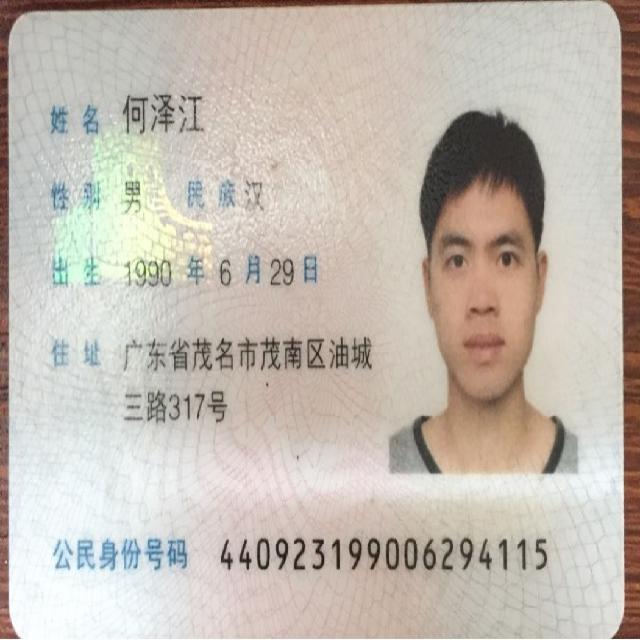 姓名 何泽江
性别 男 民族 汉
出生 1990 年 6 月 29 日
住址 广东省茂名市茂南区油城
三路317号
公民身份号码 440923199006294115